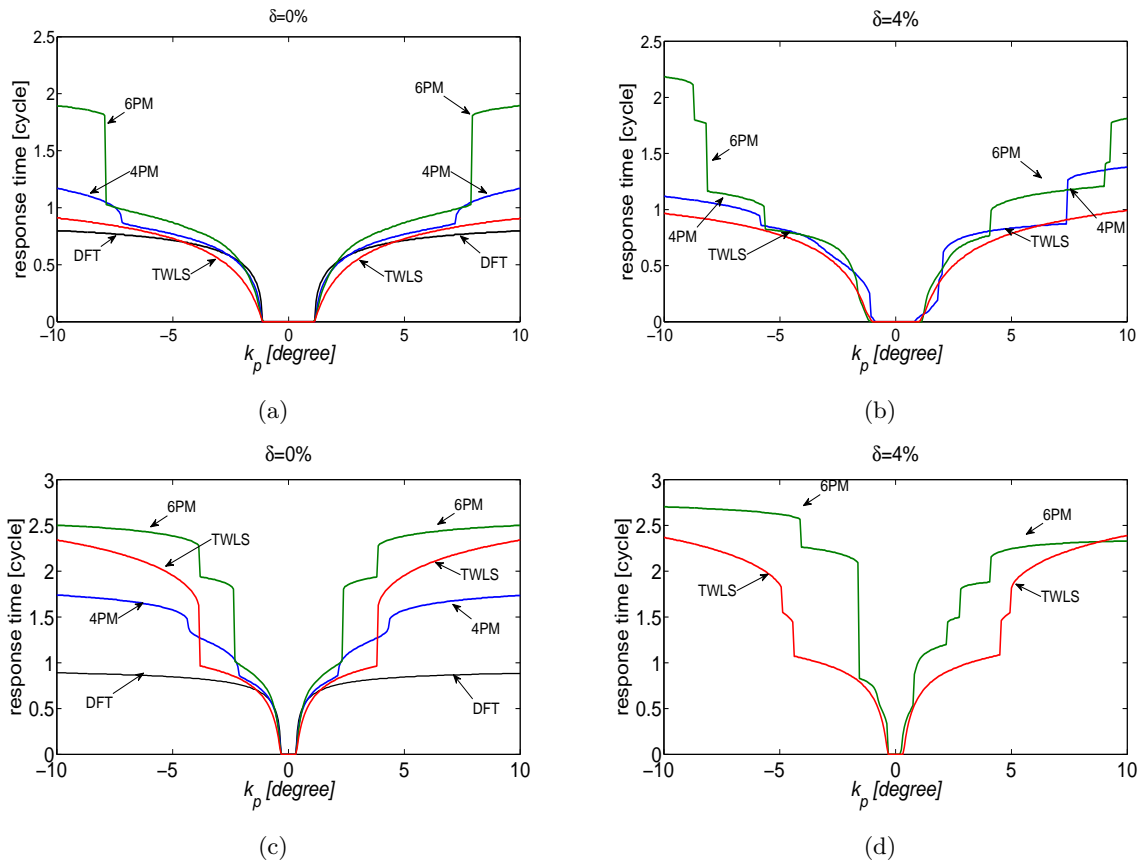 δ=0%
response time [cycle]
2.5
2
1.5
1
0.5
0
6PM
6PM
4PM
4PM
DFT
TWLS
TWLS
DFT
−10
−5
0
5
10
k_p [degree]
(a)
δ=4%
response time [cycle]
2.5
2
1.5
1
0.5
0
6PM
6PM
4PM
TWLS
TWLS
4PM
−10
−5
0
5
10
k_p [degree]
(b)
δ=0%
response time [cycle]
3
2.5
2
1.5
1
0.5
0
6PM
6PM
TWLS
TWLS
4PM
4PM
DFT
DFT
−10
−5
0
5
10
k_p [degree]
(c)
δ=4%
response time [cycle]
3
2.5
2
1.5
1
0.5
0
6PM
6PM
TWLS
TWLS
−10
−5
0
5
10
k_p [degree]
(d)